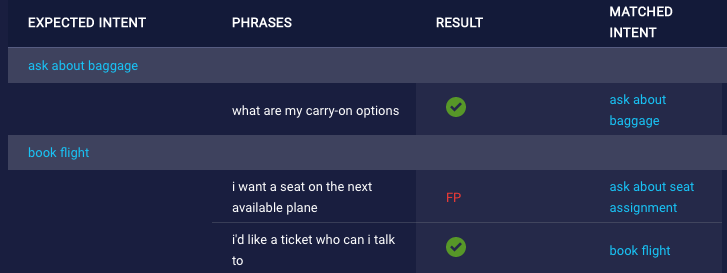 EXPECTED INTENT PHRASES RESULT MATCHED INTENT
ask about baggage
what are my carry-on options ask about baggage
book flight
i want a seat on the next available plane FP ask about seat assignment
i'd like a ticket who can i talk to book flight